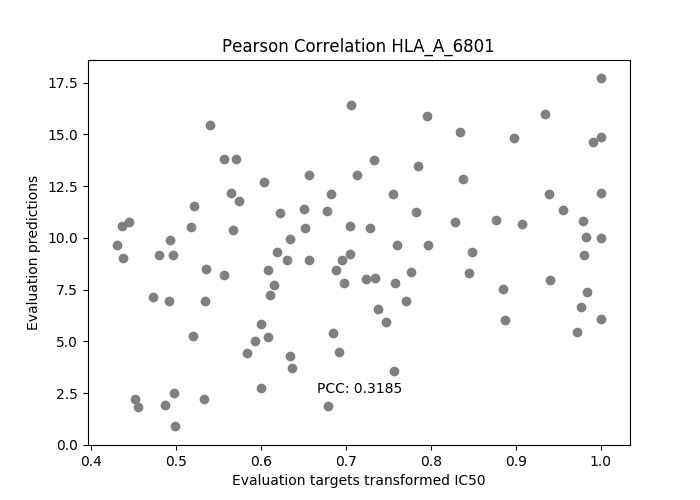 Pearson Correlation HLA_A_6801
17.5
15.0
12.5
10.0
7.5
5.0
2.5
0.0
Evaluation predictions
PCC: 0.3185
0.4 0.5 0.6 0.7 0.8 0.9 1.0
Evaluation targets transformed IC50